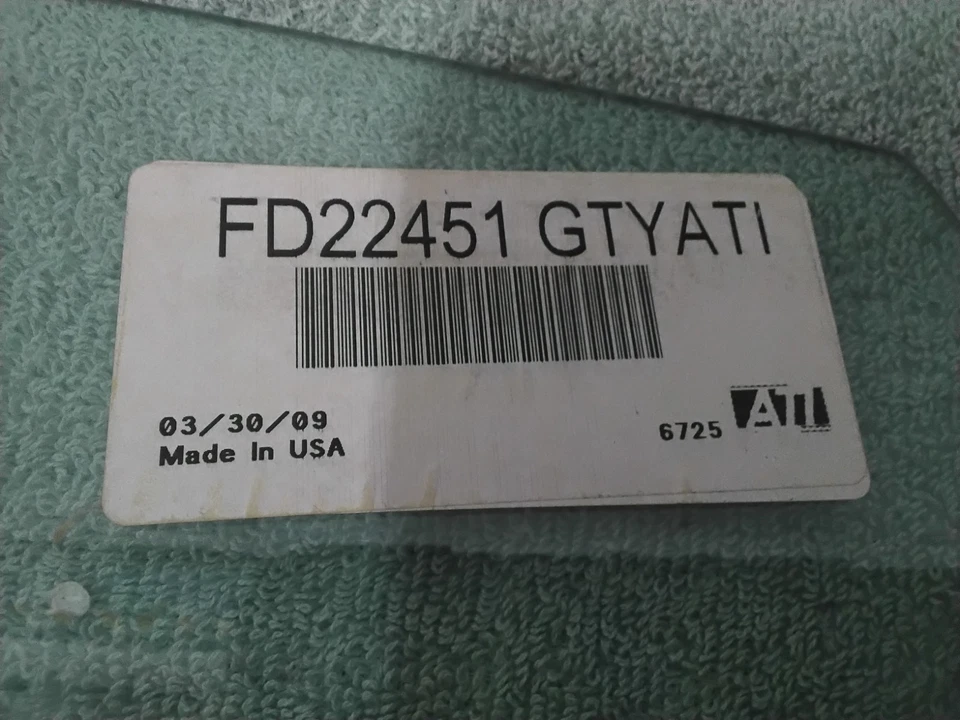 FD22451 GTYATI
03/30/09
Made In USA
6725 ATI